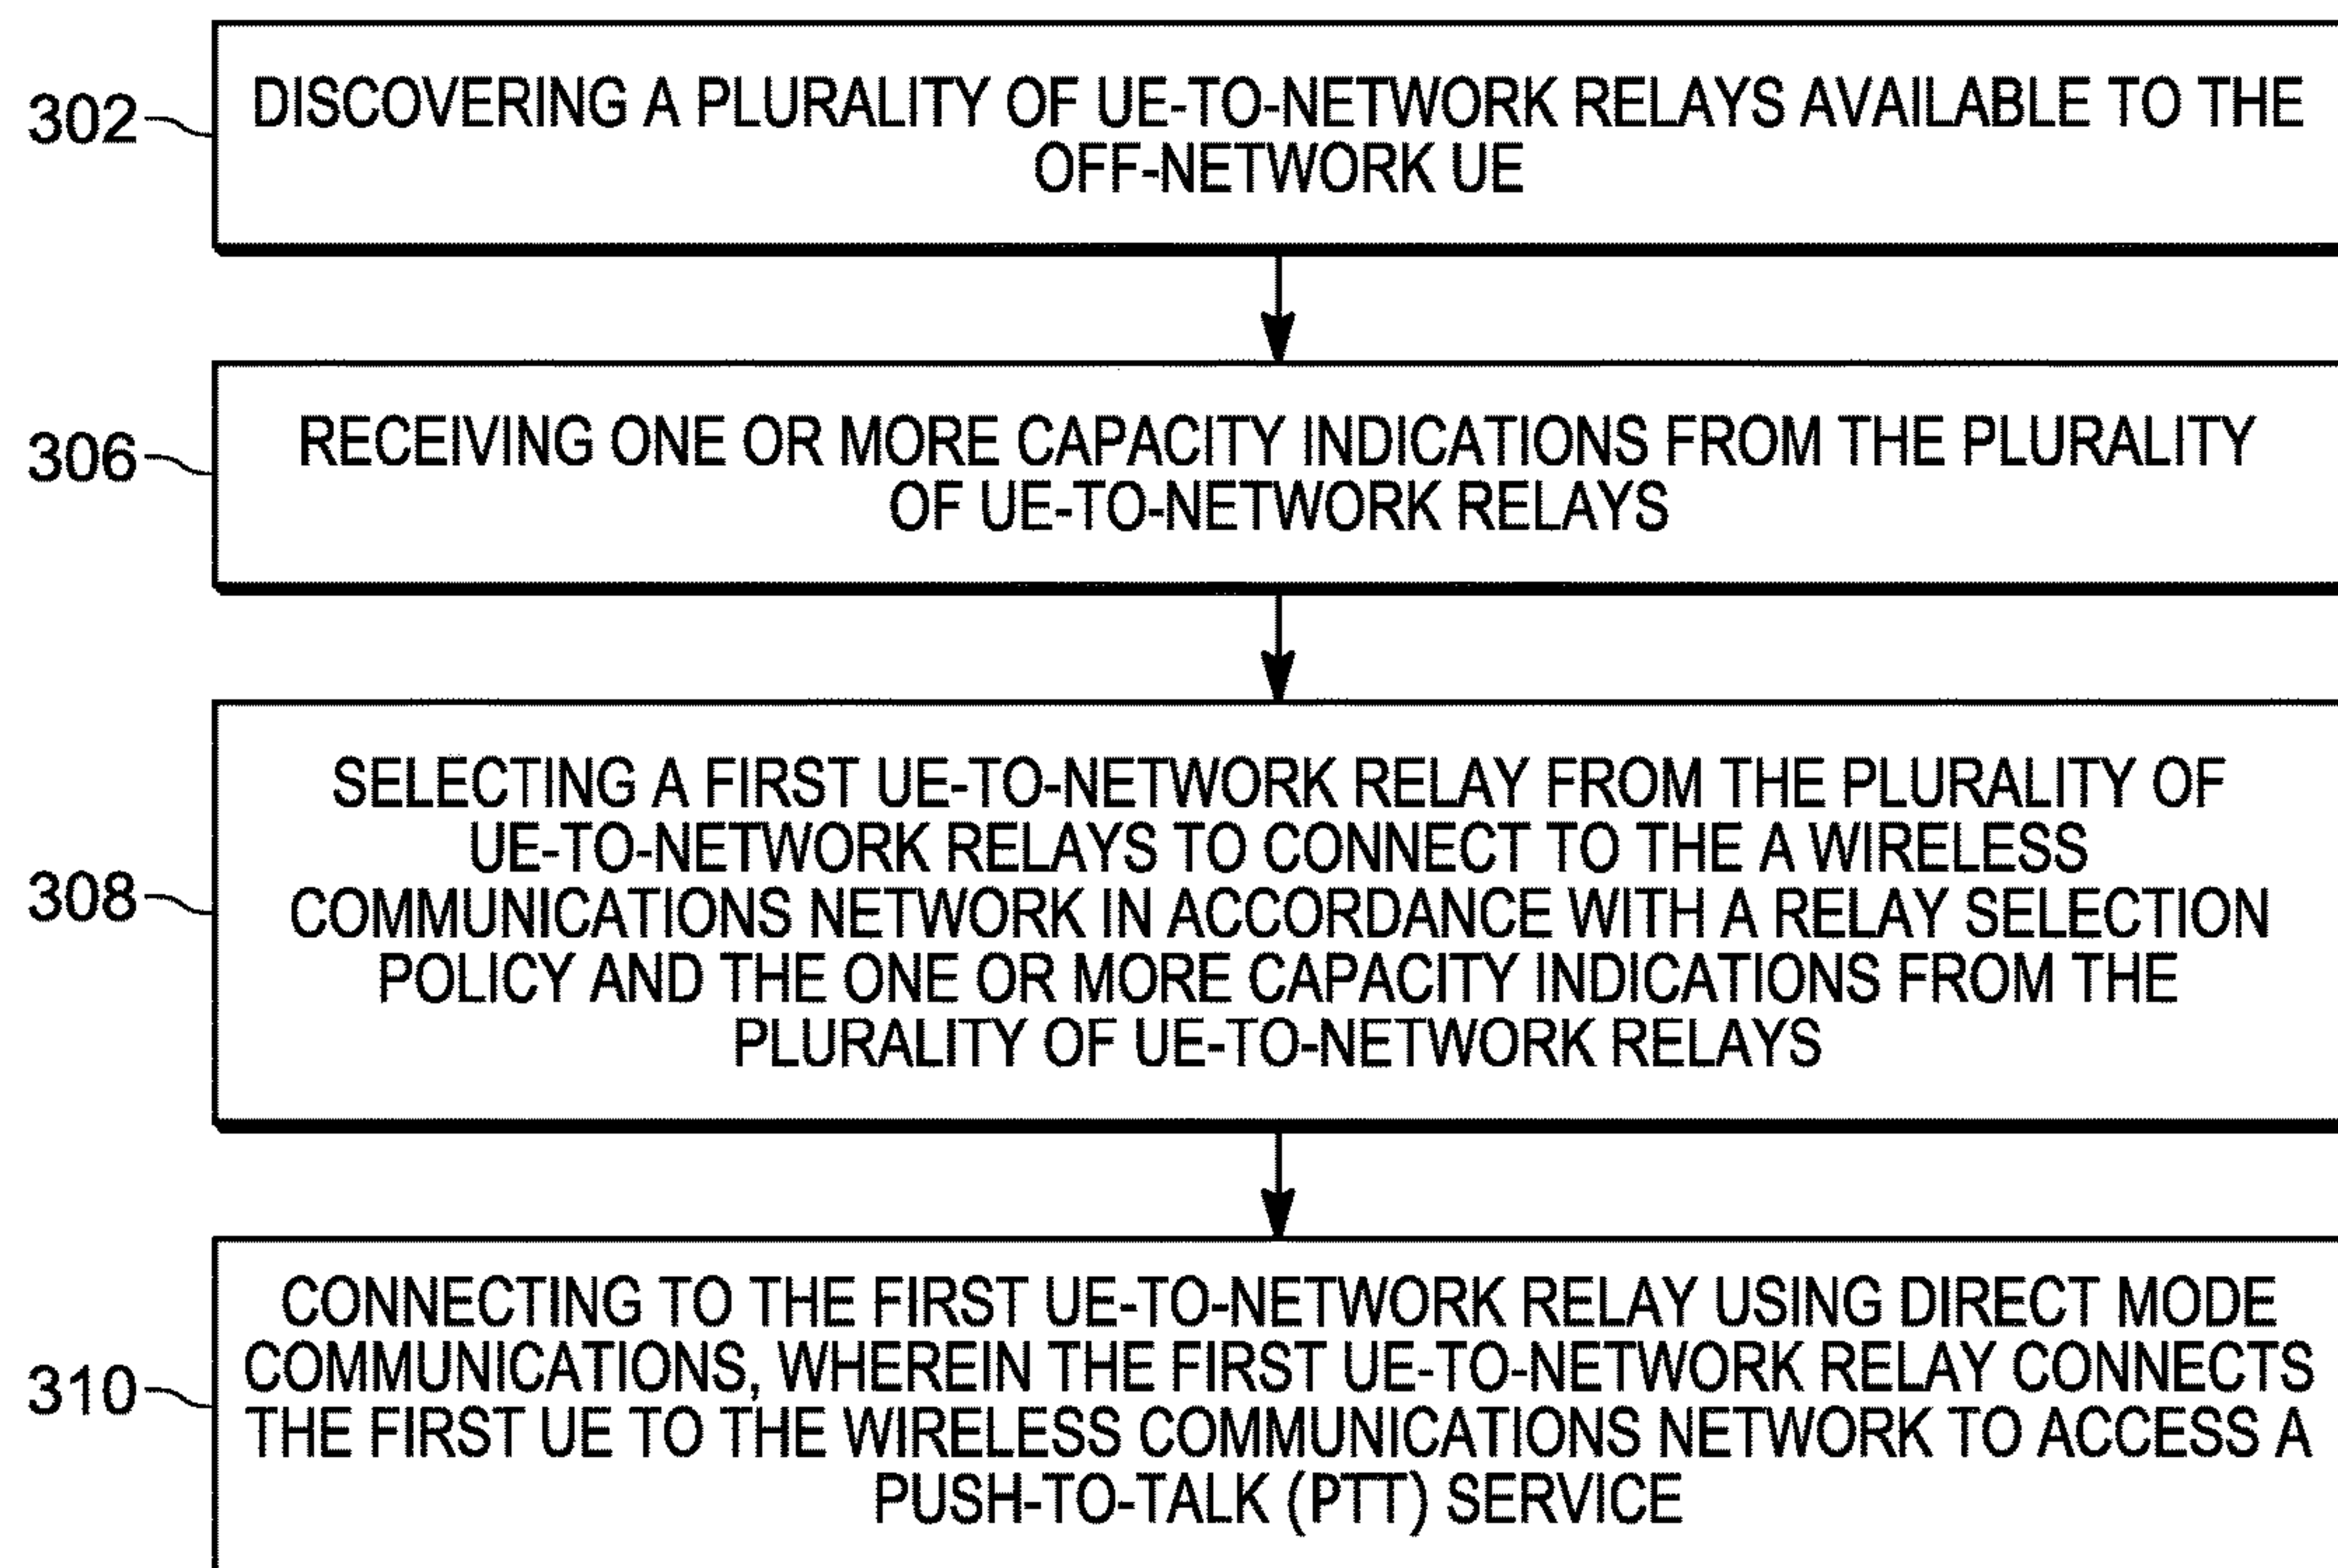 302
DISCOVERING A PLURALITY OF UE-TO-NETWORK RELAYS AVAILABLE TO THE
OFF-NETWORK UE
306
RECEIVING ONE OR MORE CAPACITY INDICATIONS FROM THE PLURALITY
OF UE-TO-NETWORK RELAYS
308
SELECTING A FIRST UE-TO-NETWORK RELAY FROM THE PLURALITY OF
UE-TO-NETWORK RELAYS TO CONNECT TO THE A WIRELESS
COMMUNICATIONS NETWORK IN ACCORDANCE WITH A RELAY SELECTION
POLICY AND THE ONE OR MORE CAPACITY INDICATIONS FROM THE
PLURALITY OF UE-TO-NETWORK RELAYS
310
CONNECTING TO THE FIRST UE-TO-NETWORK RELAY USING DIRECT MODE
COMMUNICATIONS, WHEREIN THE FIRST UE-TO-NETWORK RELAY CONNECTS
THE FIRST UE TO THE WIRELESS COMMUNICATIONS NETWORK TO ACCESS A
PUSH-TO-TALK (PTT) SERVICE